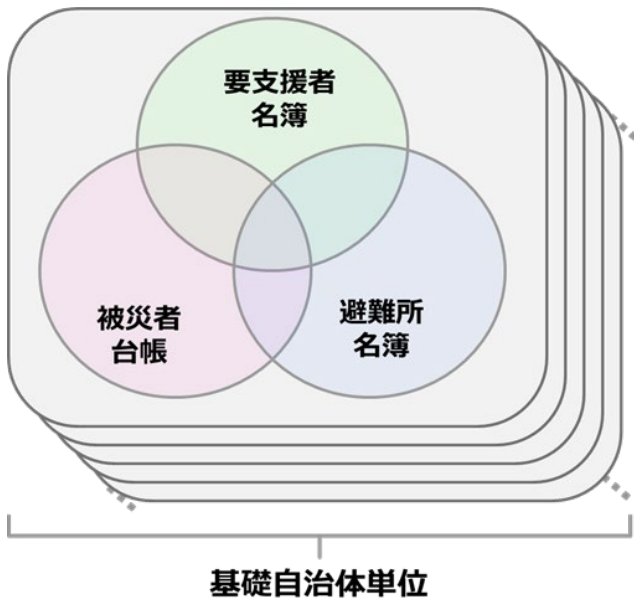 要支援者
名簿
被災者
台帳
避難所
名簿
基礎自治体単位